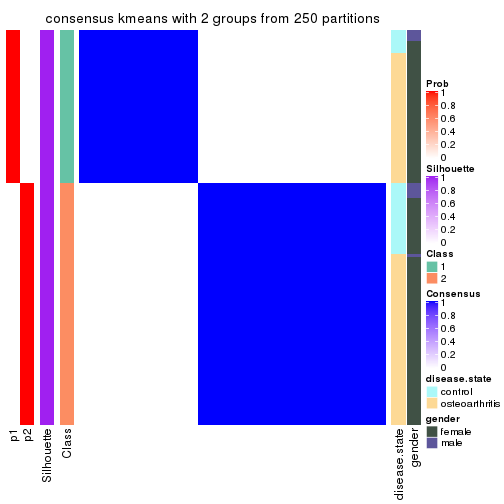 consensus kmeans with 2 groups from 250 partitions
Prob
1
0.8
0.6
0.4
0.2
0
Silhouette
1
0.8
0.6
0.4
0.2
0
Class
1
2
Consensus
1
0.8
0.6
0.4
0.2
0
disease.state
control
osteoarthritis
gender
female
male
p1
p2
Silhouette
Class
disease.state
gender